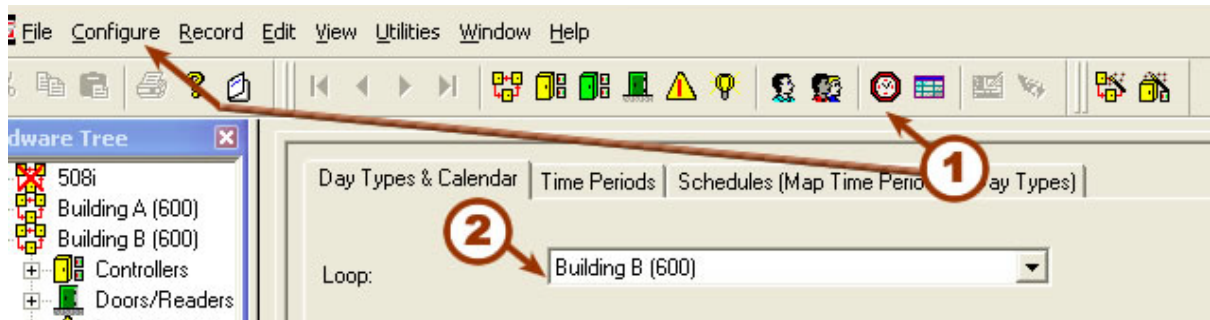 File Configure Record Edit View Utilities Window Help
dware Tree
508i
Building A (600)
Building B (600)
Controllers
Doors/Readers
Day Types & Calendar Time Periods Schedules (Map Time Perio ay Types)
1
2
Loop: Building B (600)